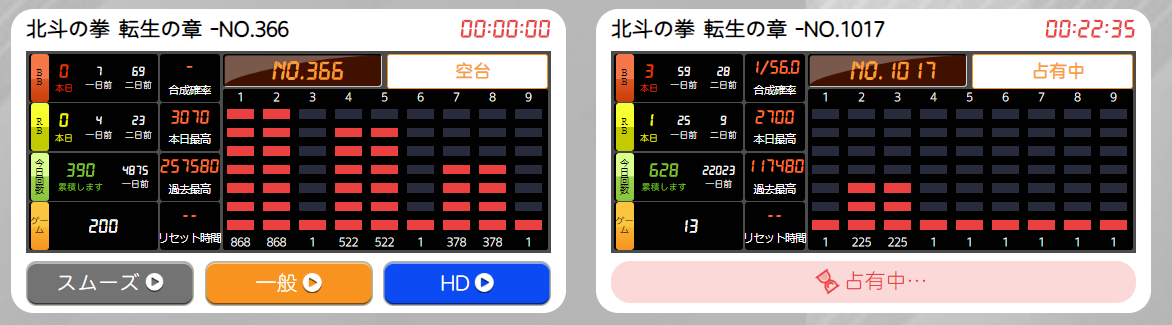 北斗の拳 転生の章 -NO.366 00:00:00
BB 0 本日 7 一日前 69 二日前 - 合成確率 NO.366 空台
RB 0 本日 4 一日前 23 二日前 3070 本日最高
今日回数 390 累積します 4875 一日前 257580 過去最高
ゲーム 200 -- リセット時間
1 2 3 4 5 6 7 8 9
868 868 1 522 522 1 378 378 1
スムーズ 一般 HD
北斗の拳 転生の章 -NO.1017 00:22:35
BB 3 本日 59 一日前 28 二日前 1/56.0 合成確率 NO.1017 占有中
RB 1 本日 25 一日前 9 二日前 2700 本日最高
今日回数 628 累積します 22023 一日前 117480 過去最高
ゲーム 13 -- リセット時間
1 2 3 4 5 6 7 8 9
1 225 225 1 1 1 1 1 1
占有中…